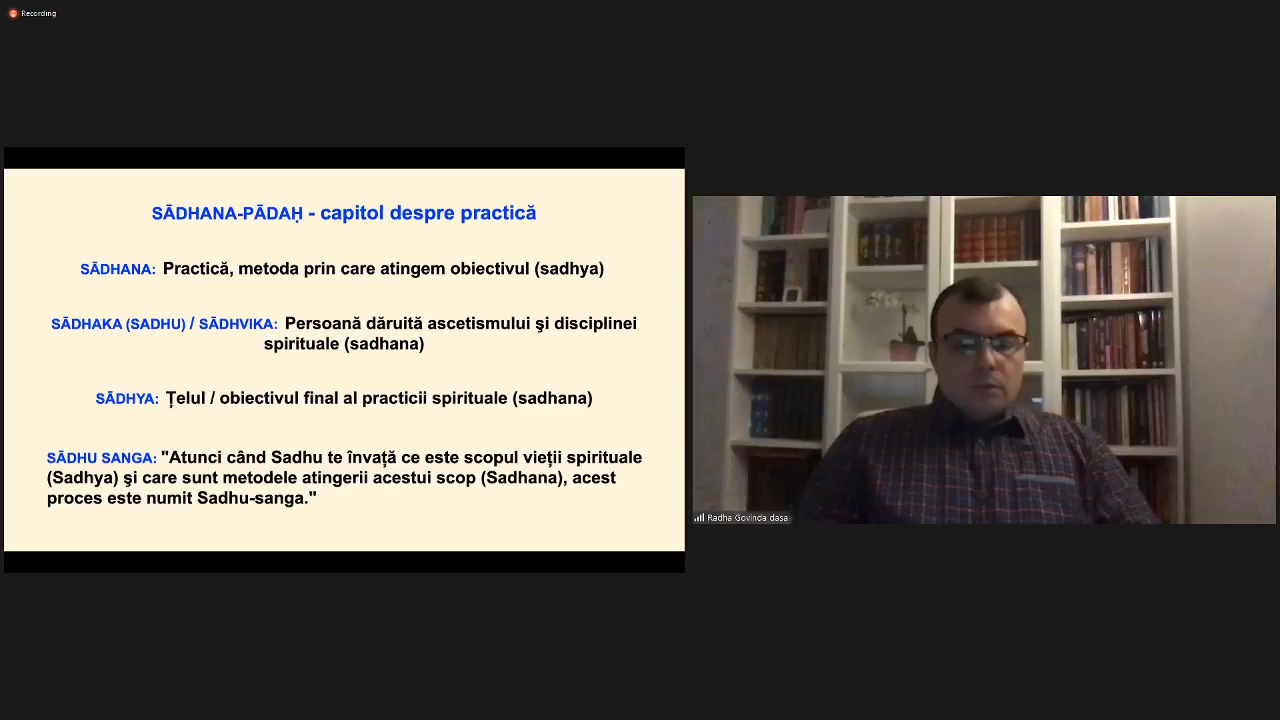 Recording
SĀDHANA-PĀDAḤ - capitol despre practică
SĀDHANA: Practică, metoda prin care atingem obiectivul (sadhya)
SĀDHAKA (SADHU) / SĀDHVIKA: Persoană dăruită ascetismului şi disciplinei
spirituale (sadhana)
SĀDHYA: Țelul / obiectivul final al practicii spirituale (sadhana)
SĀDHU SANGA: "Atunci când Sadhu te învață ce este scopul vieții spirituale
(Sadhya) şi care sunt metodele atingerii acestui scop (Sadhana), acest
proces este numit Sadhu-sanga."
Radha Govinda dasa